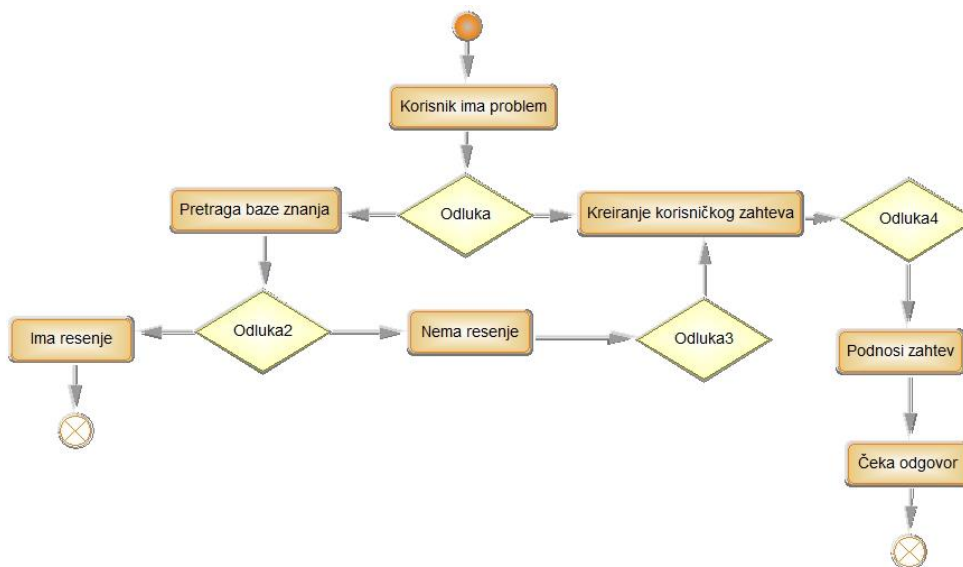 Korisnik ima problem
Pretraga baze znanja
Odluka
Kreiranje korisničkog zahteva
Odluka4
Ima resenje
Odluka2
Nema resenje
Odluka3
Podnosi zahtev
Čeka odgovor